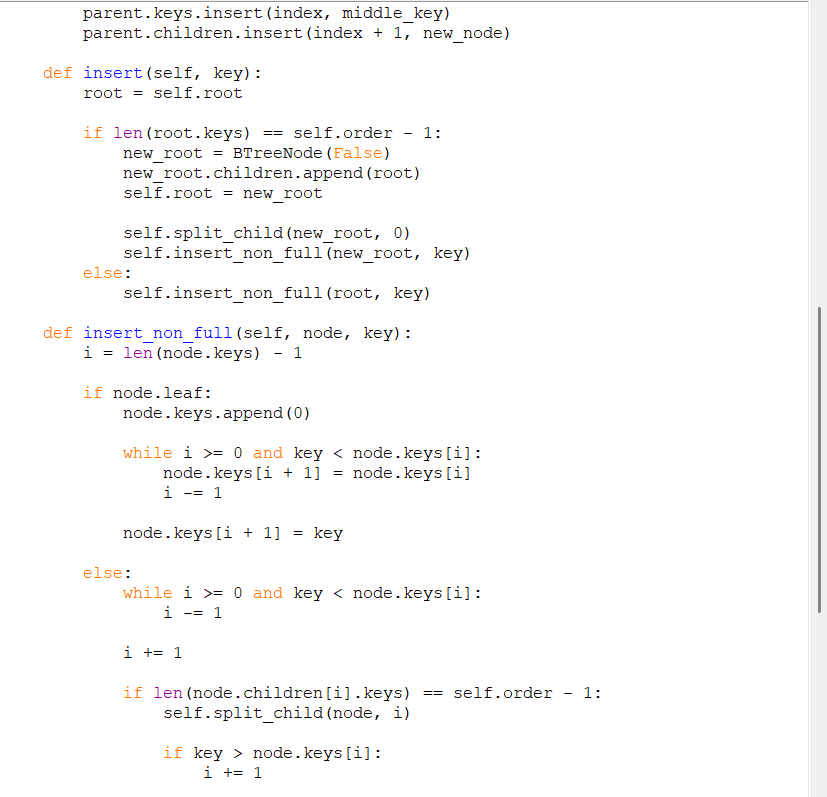 parent.keys.insert(index, middle_key)
        parent.children.insert(index + 1, new_node)

    def insert(self, key):
        root = self.root

        if len(root.keys) == self.order - 1:
            new_root = BTreeNode(False)
            new_root.children.append(root)
            self.root = new_root

            self.split_child(new_root, 0)
            self.insert_non_full(new_root, key)
        else:
            self.insert_non_full(root, key)

    def insert_non_full(self, node, key):
        i = len(node.keys) - 1

        if node.leaf:
            node.keys.append(0)

            while i >= 0 and key < node.keys[i]:
                node.keys[i + 1] = node.keys[i]
                i -= 1

            node.keys[i + 1] = key

        else:
            while i >= 0 and key < node.keys[i]:
                i -= 1

            i += 1

            if len(node.children[i].keys) == self.order - 1:
                self.split_child(node, i)

                if key > node.keys[i]:
                    i += 1